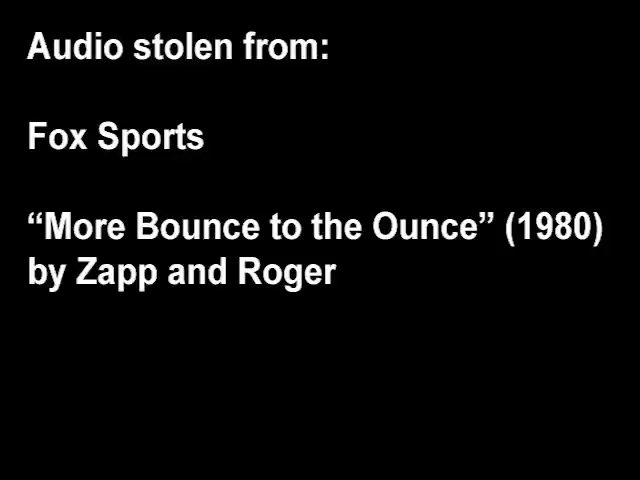 Audio stolen from:
Fox Sports
“More Bounce to the Ounce” (1980)
by Zapp and Roger